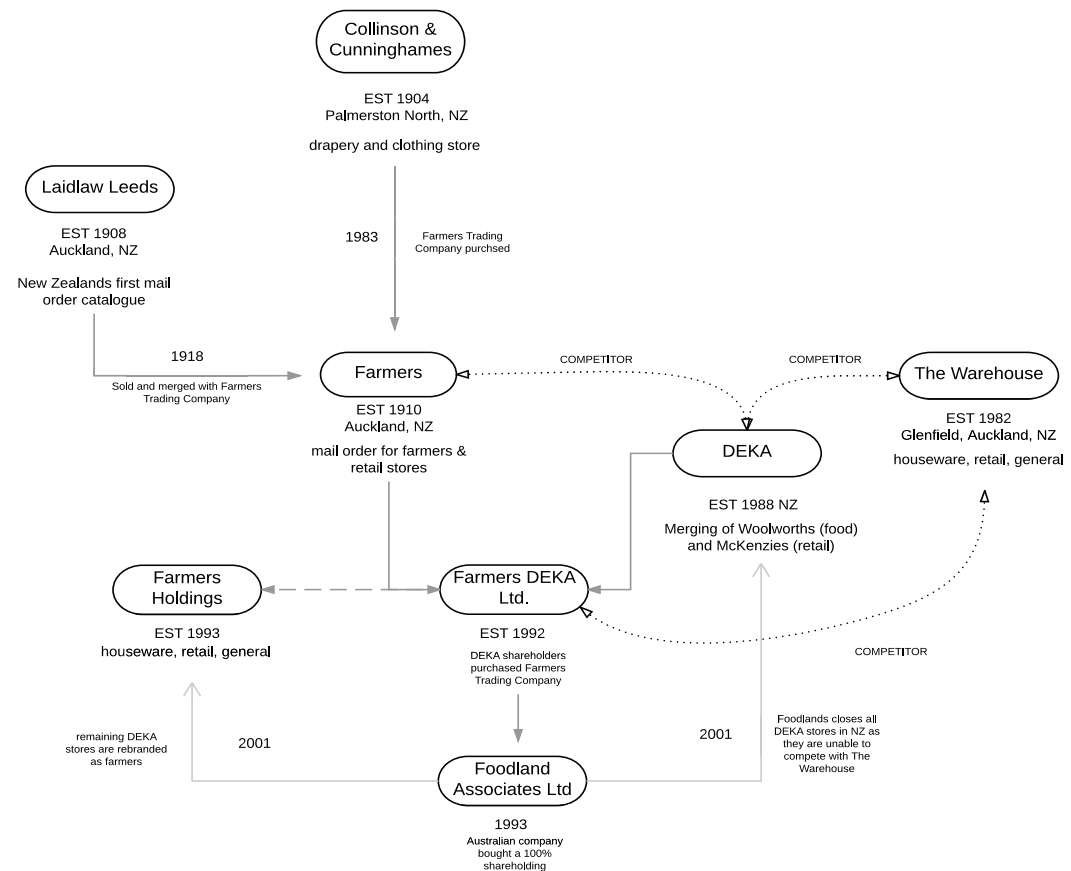 Collinson &
Cunninghames
EST 1904
Palmerston North, NZ
drapery and clothing store
Laidlaw Leeds
EST 1908
Auckland, NZ
New Zealands first mail
order catalogue
1983
Farmers Trading
Company purchsed
1918
Sold and merged with Farmers
Trading Company
Farmers
EST 1910
Auckland, NZ
mail order for farmers &
retail stores
COMPETITOR
COMPETITOR
The Warehouse
EST 1982
Glenfield, Auckland, NZ
houseware, retail, general
DEKA
EST 1988 NZ
Merging of Woolworths (food)
and McKenzies (retail)
Farmers
Holdings
EST 1993
houseware, retail, general
Farmers DEKA
Ltd.
EST 1992
DEKA shareholders
purchased Farmers
Trading Company
COMPETITOR
remaining DEKA
stores are rebranded
as farmers
2001
2001
Foodlands closes all
DEKA stores in NZ as
they are unable to
compete with The
Warehouse
Foodland
Associates Ltd
1993
Australian company
bought a 100%
shareholding